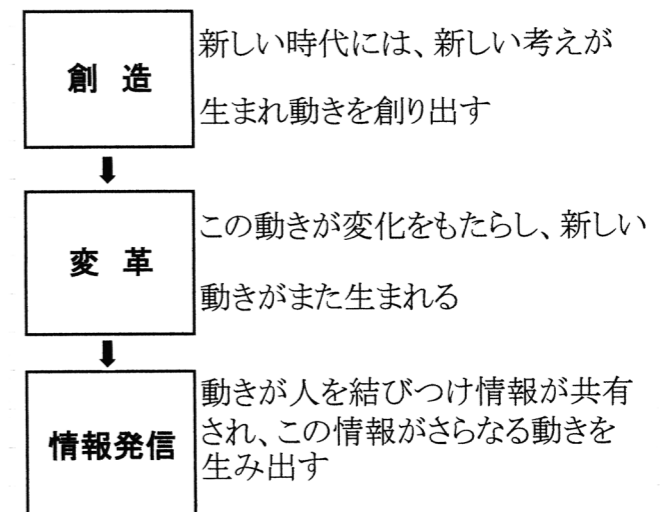 創 造
新しい時代には、新しい考えが
生まれ動きを創り出す
変 革
この動きが変化をもたらし、新しい
動きがまた生まれる
情報発信
動きが人を結びつけ情報が共有
され、この情報がさらなる動きを
生み出す